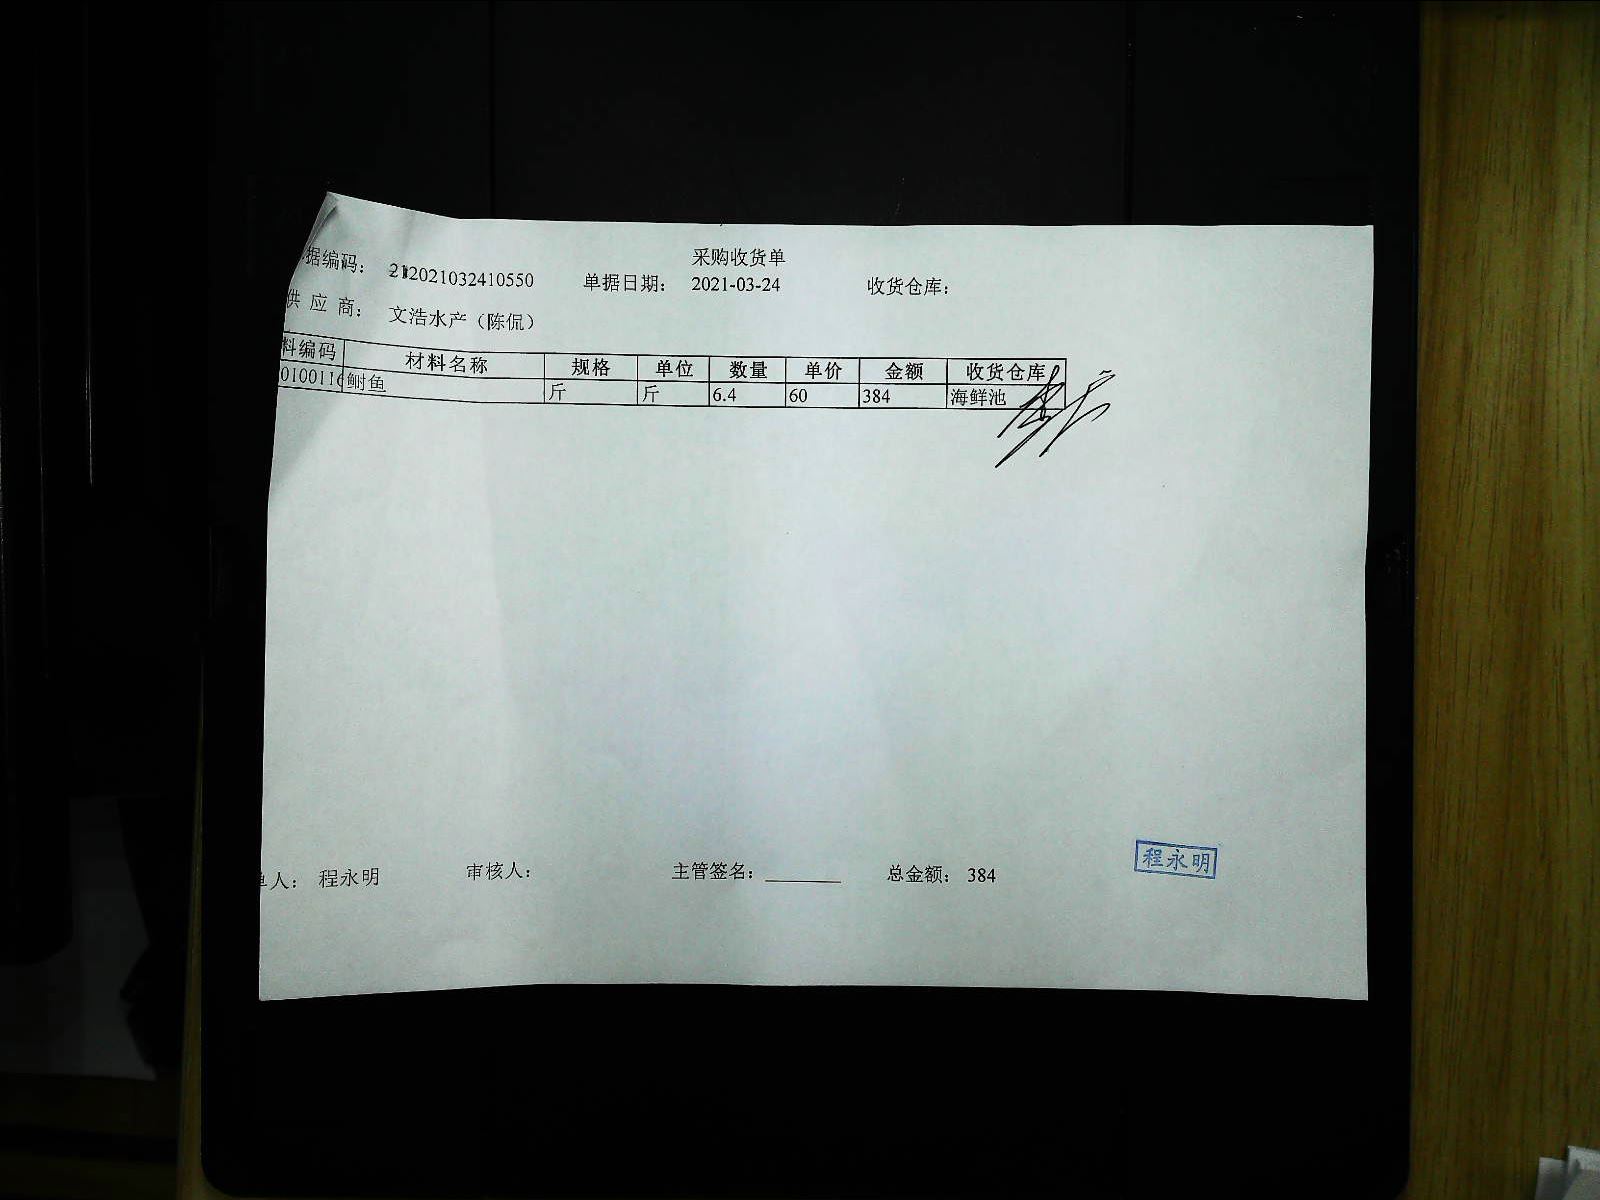 采购收货单
据编码： 2021032410550 单据日期： 2021-03-24 收货仓库：
供 应 商： 文浩水产（陈侃）
料编码 材料名称 规格 单位 数量 单价 金额 收货仓库
0100116 鲥鱼 斤 斤 6.4 60 384 海鲜池
单人： 程永明 审核人： 主管签名：________ 总金额： 384
程永明